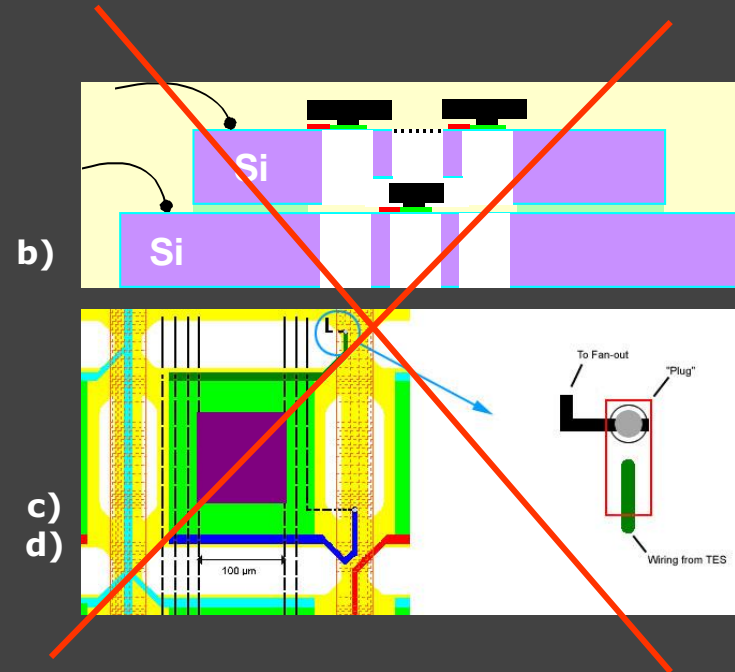 Si
b)
Si
L
To Fan-out
"Plug"
c)
d)
Wiring from TES
100 µm